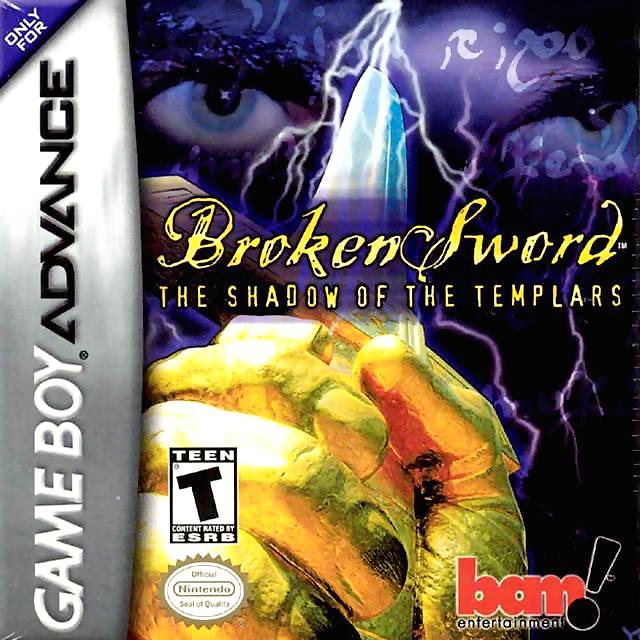 ONLY
FOR
GAME BOY® ADVANCE
Broken Sword™
THE SHADOW OF THE TEMPLARS
TEEN
T
®
CONTENT RATED BY
ESRB
Official
Nintendo
Seal of Quality
bam!
entertainment